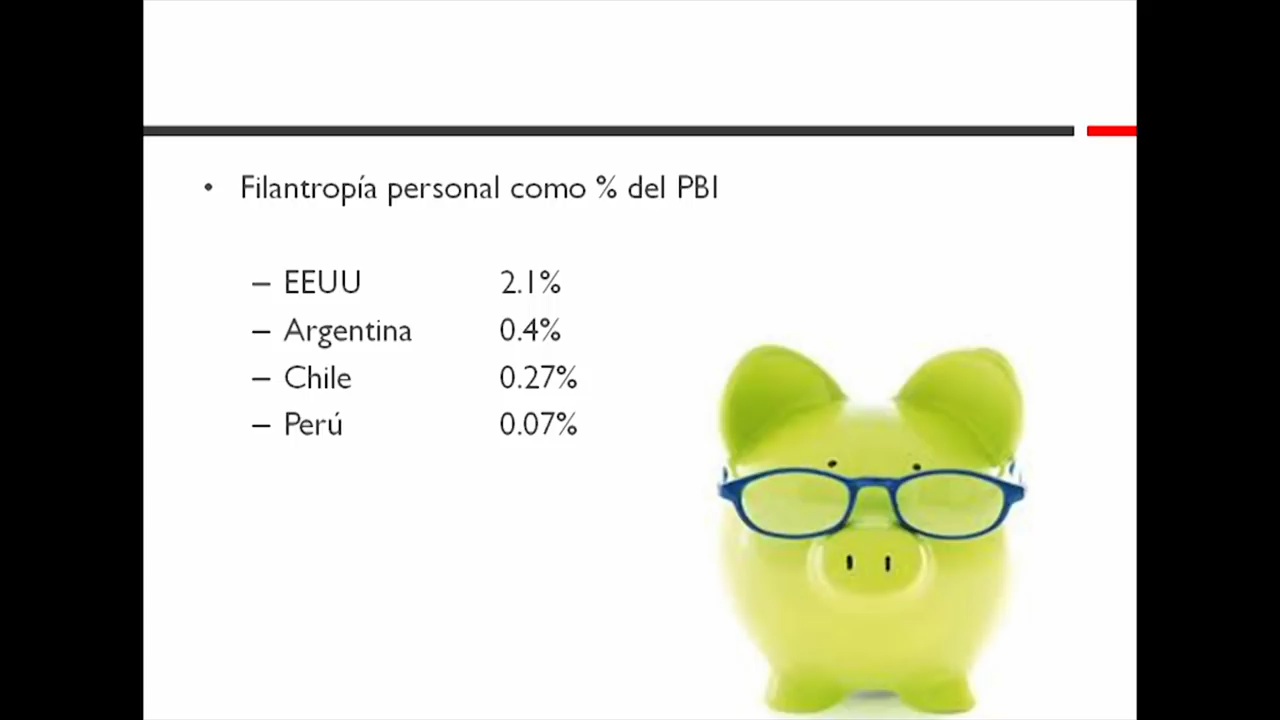 • Filantropía personal como % del PBI
– EEUU 2.1%
– Argentina 0.4%
– Chile 0.27%
– Perú 0.07%